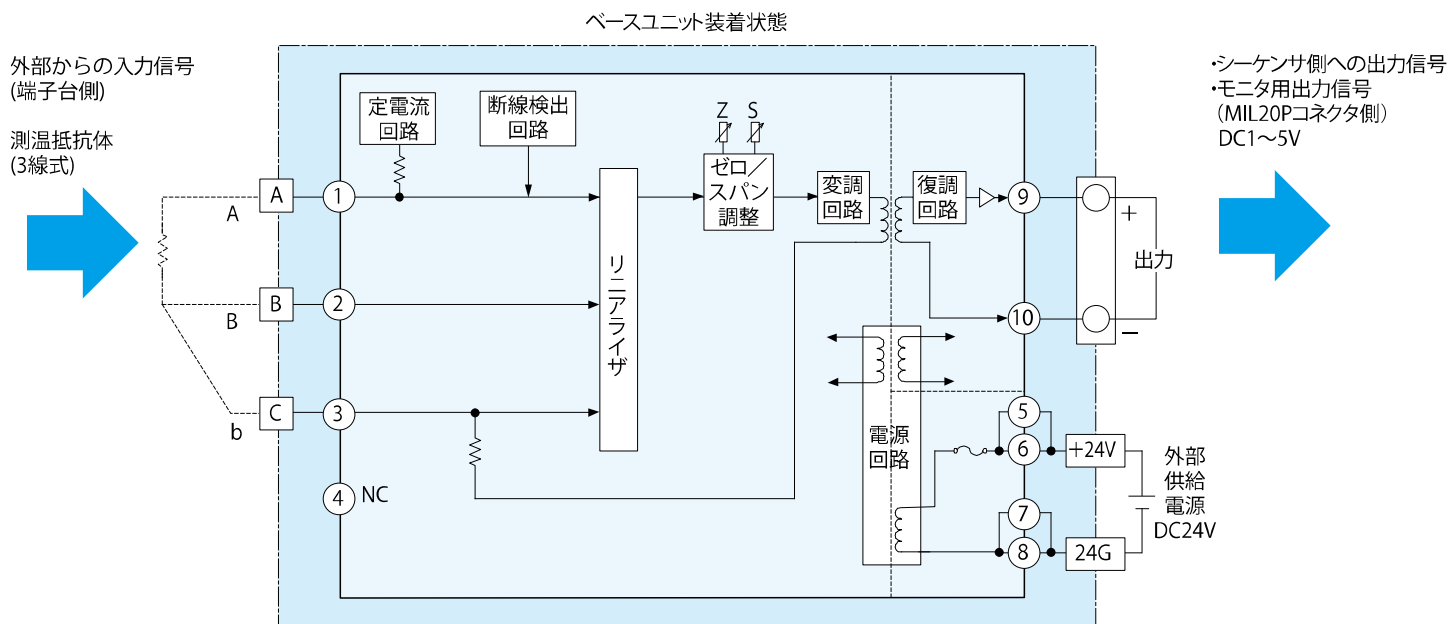 ベースユニット装着状態
外部からの入力信号
(端子台側)
測温抵抗体
(3線式)
・シーケンサ側への出力信号
・モニタ用出力信号
（MIL20Pコネクタ側）
DC1～5V
定電流
回路
断線検出
回路
Z
S
ゼロ／
スパン
調整
変調
回路
復調
回路
リニアライザ
A
A
1
B
B
2
C
b
3
4
NC
9
10
+
出力
−
電源
回路
5
6
7
8
+24V
24G
外部
供給
電源
DC24V